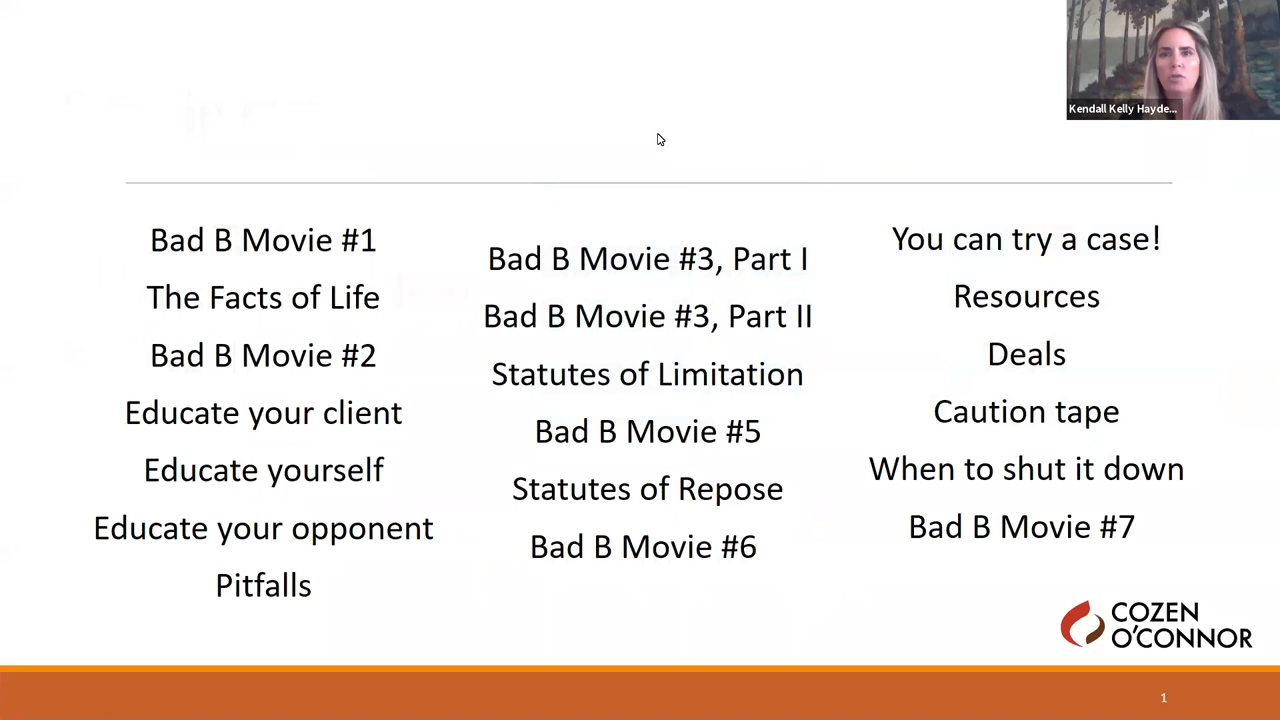 Kendall Kelly Hayde...
Bad B Movie #1
The Facts of Life
Bad B Movie #2
Educate your client
Educate yourself
Educate your opponent
Pitfalls
Bad B Movie #3, Part I
Bad B Movie #3, Part II
Statutes of Limitation
Bad B Movie #5
Statutes of Repose
Bad B Movie #6
You can try a case!
Resources
Deals
Caution tape
When to shut it down
Bad B Movie #7
COZEN
O'CONNOR
1